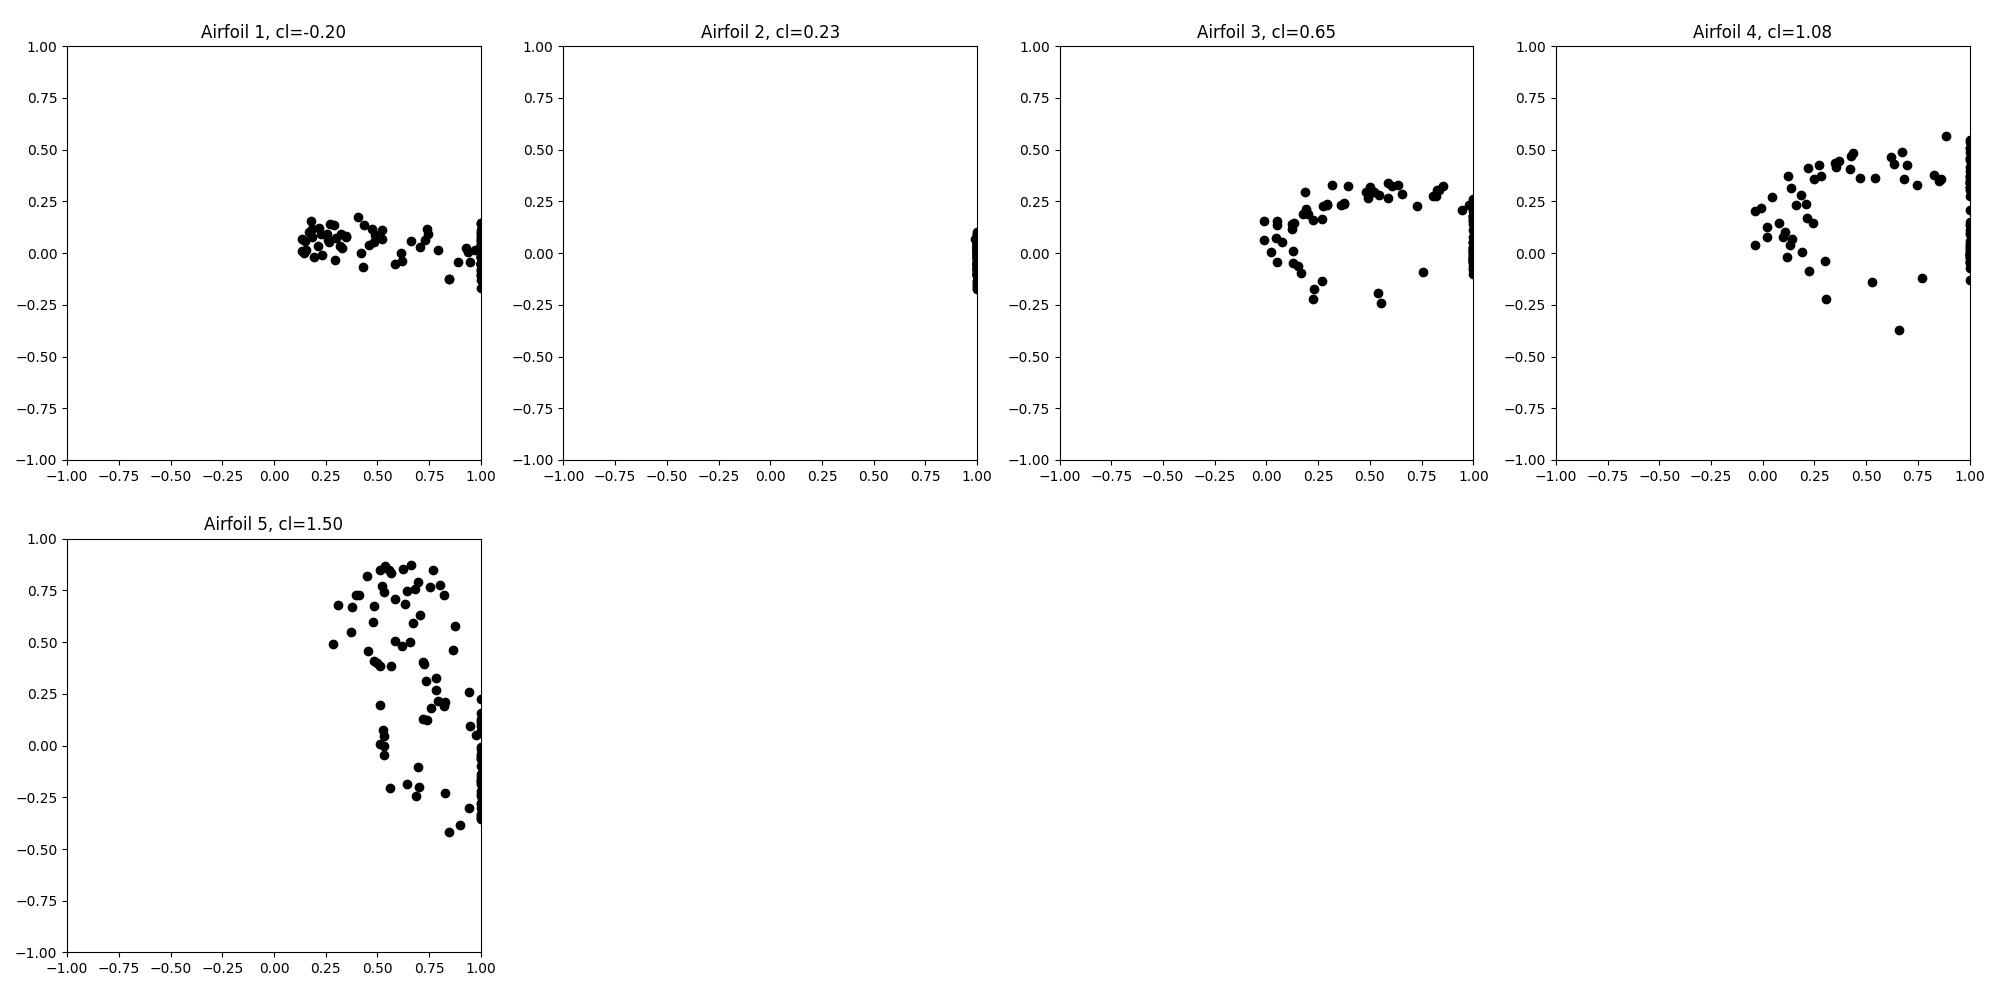 Airfoil 1, cl=-0.20
Airfoil 2, cl=0.23
Airfoil 3, cl=0.65
Airfoil 4, cl=1.08
1.00 1.00 1.00 1.00
0.75 0.75 0.75 0.75
0.50 0.50 0.50 0.50
0.25 0.25 0.25 0.25
0.00 0.00 0.00 0.00
−0.25 −0.25 −0.25 −0.25
−0.50 −0.50 −0.50 −0.50
−0.75 −0.75 −0.75 −0.75
−1.00 −1.00 −1.00 −1.00
−1.00 −0.75 −0.50 −0.25 0.00 0.25 0.50 0.75 1.00
−1.00 −0.75 −0.50 −0.25 0.00 0.25 0.50 0.75 1.00
−1.00 −0.75 −0.50 −0.25 0.00 0.25 0.50 0.75 1.00
−1.00 −0.75 −0.50 −0.25 0.00 0.25 0.50 0.75 1.00
Airfoil 5, cl=1.50
1.00
0.75
0.50
0.25
0.00
−0.25
−0.50
−0.75
−1.00
−1.00 −0.75 −0.50 −0.25 0.00 0.25 0.50 0.75 1.00